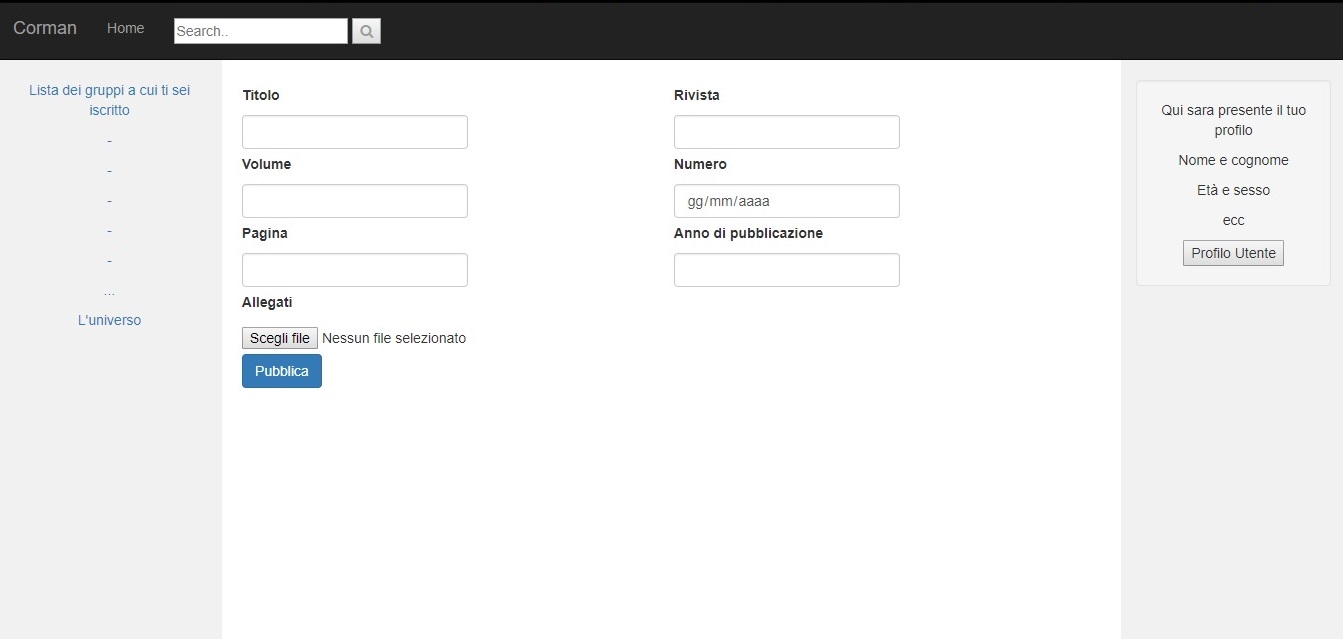 Corman Home Search..
Lista dei gruppi a cui ti sei
iscritto
-
-
-
-
-
...
L'universo
Titolo
Rivista
Volume
Numero
gg/mm/aaaa
Pagina
Anno di pubblicazione
Allegati
Scegli file Nessun file selezionato
Pubblica
Qui sara presente il tuo
profilo
Nome e cognome
Età e sesso
ecc
Profilo Utente